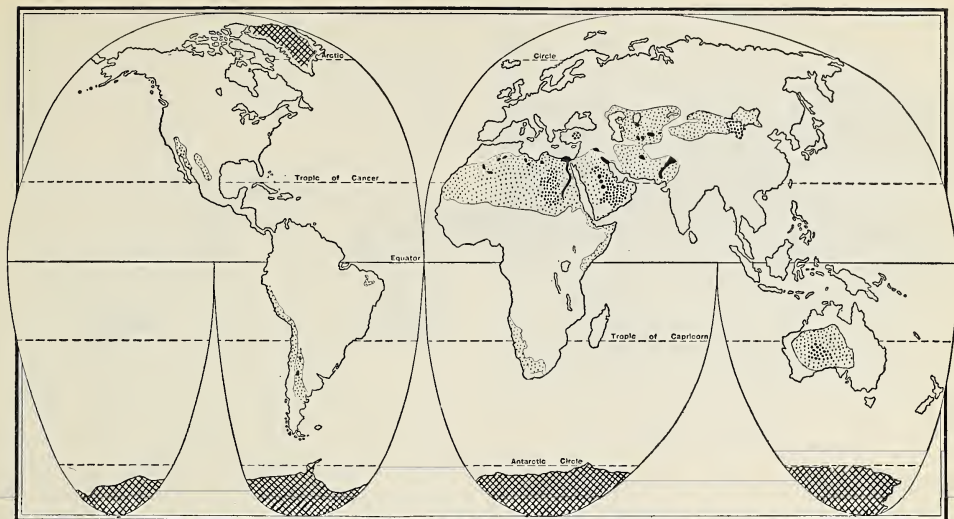 Arctic Circle
Tropic of Cancer
Equator
Tropic of Capricorn
Antarctic Circle